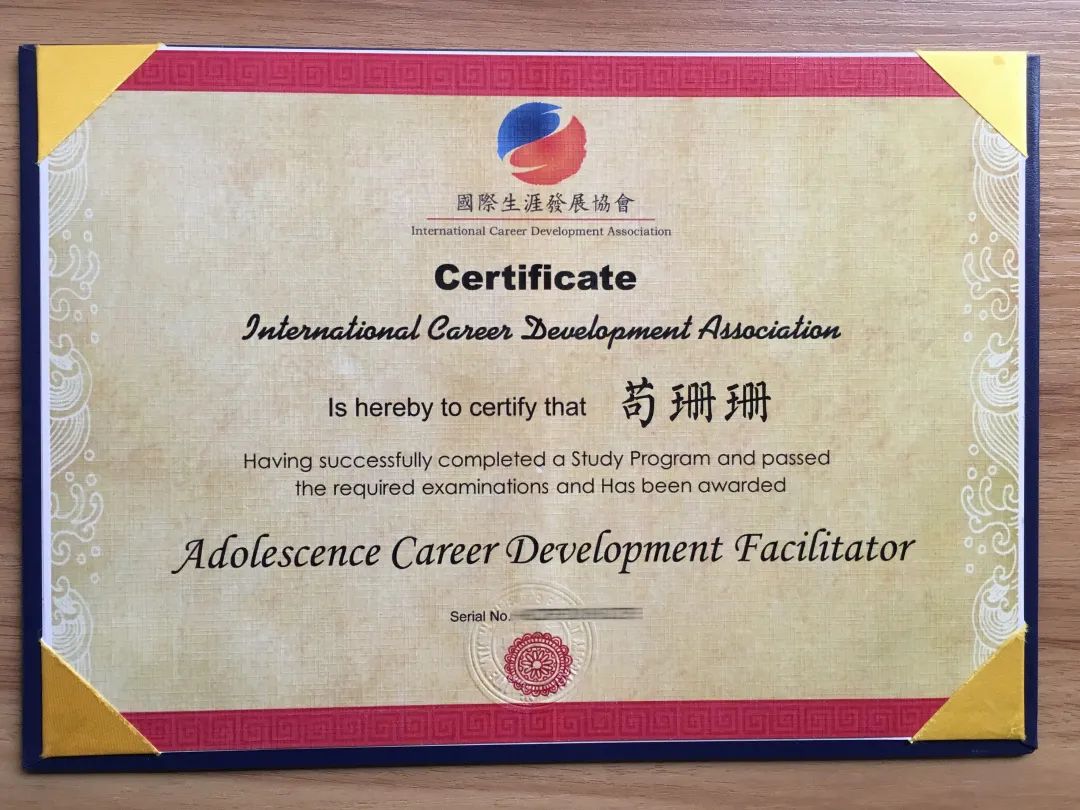 國際生涯發展協會
International Career Development Association
Certificate
International Career Development Association
Is hereby to certify that 苟珊珊
Having successfully completed a Study Program and passed
the required examinations and Has been awarded
Adolescence Career Development Facilitator
Serial No.